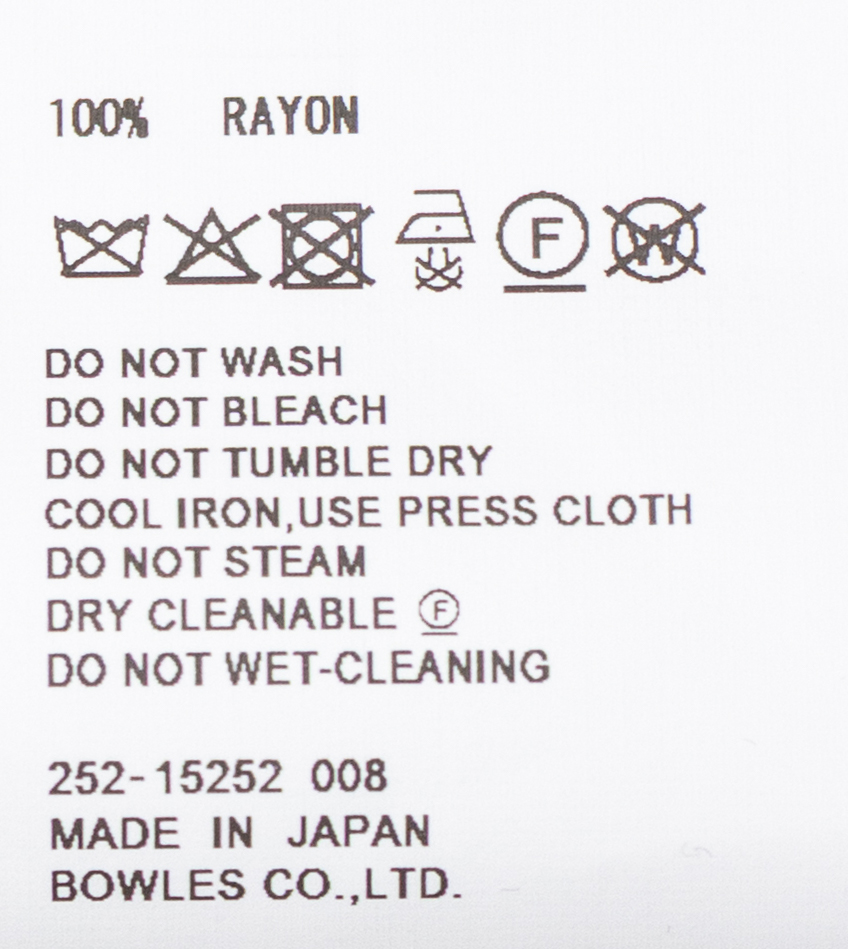 100% RAYON
F W
DO NOT WASH
DO NOT BLEACH
DO NOT TUMBLE DRY
COOL IRON,USE PRESS CLOTH
DO NOT STEAM
DRY CLEANABLE Ⓕ
DO NOT WET-CLEANING
252-15252 008
MADE IN JAPAN
BOWLES CO.,LTD.